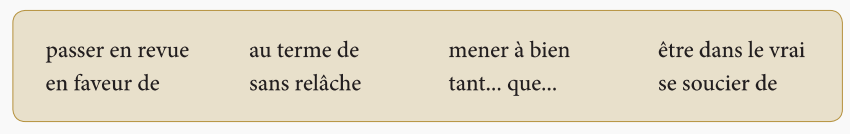 passer en revue au terme de mener à bien être dans le vrai
en faveur de sans relâche tant... que... se soucier de